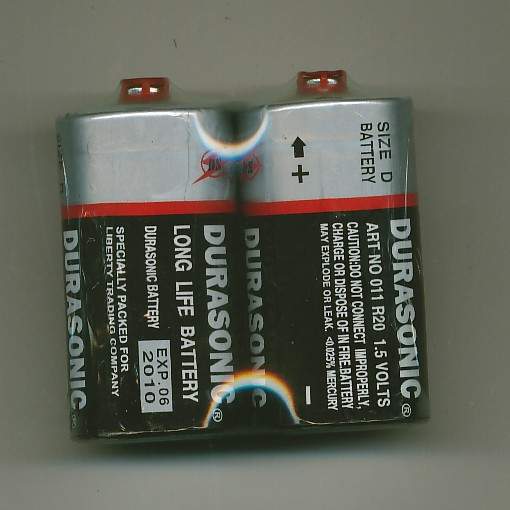 DURASONIC®
LONG LIFE BATTERY
DURASONIC BATTERY
EXP. 06
2010
SPECIALLY PACKED FOR
LIBERTY TRADING COMPANY
DURASONIC
SIZE D
BATTERY
+
DURASONIC®
ART-NO 011 R20 1.5 VOLTS
CAUTION:DO NOT CONNECT IMPROPERLY,
CHARGE OR DISPOSE OF IN FIRE.BATTERY
MAY EXPLODE OR LEAK. <0.025% MERCURY
−
DURASONIC